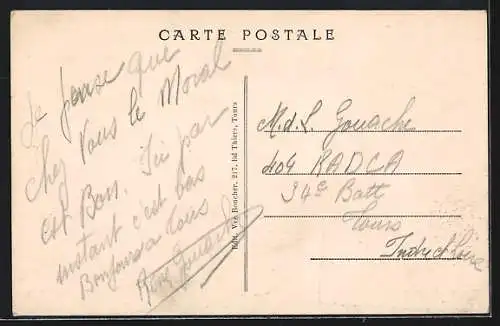 CARTE POSTALE
Je pense que
chez vous le Moral
est Bon. Ici par
instant c'est bas
Bonjour a tous
Edit. Vve Boucher, 217, Bd Thiers, Tours
M.d.L. Gouache
404 RADCA
34e Batt
Tours
Indre et Loire